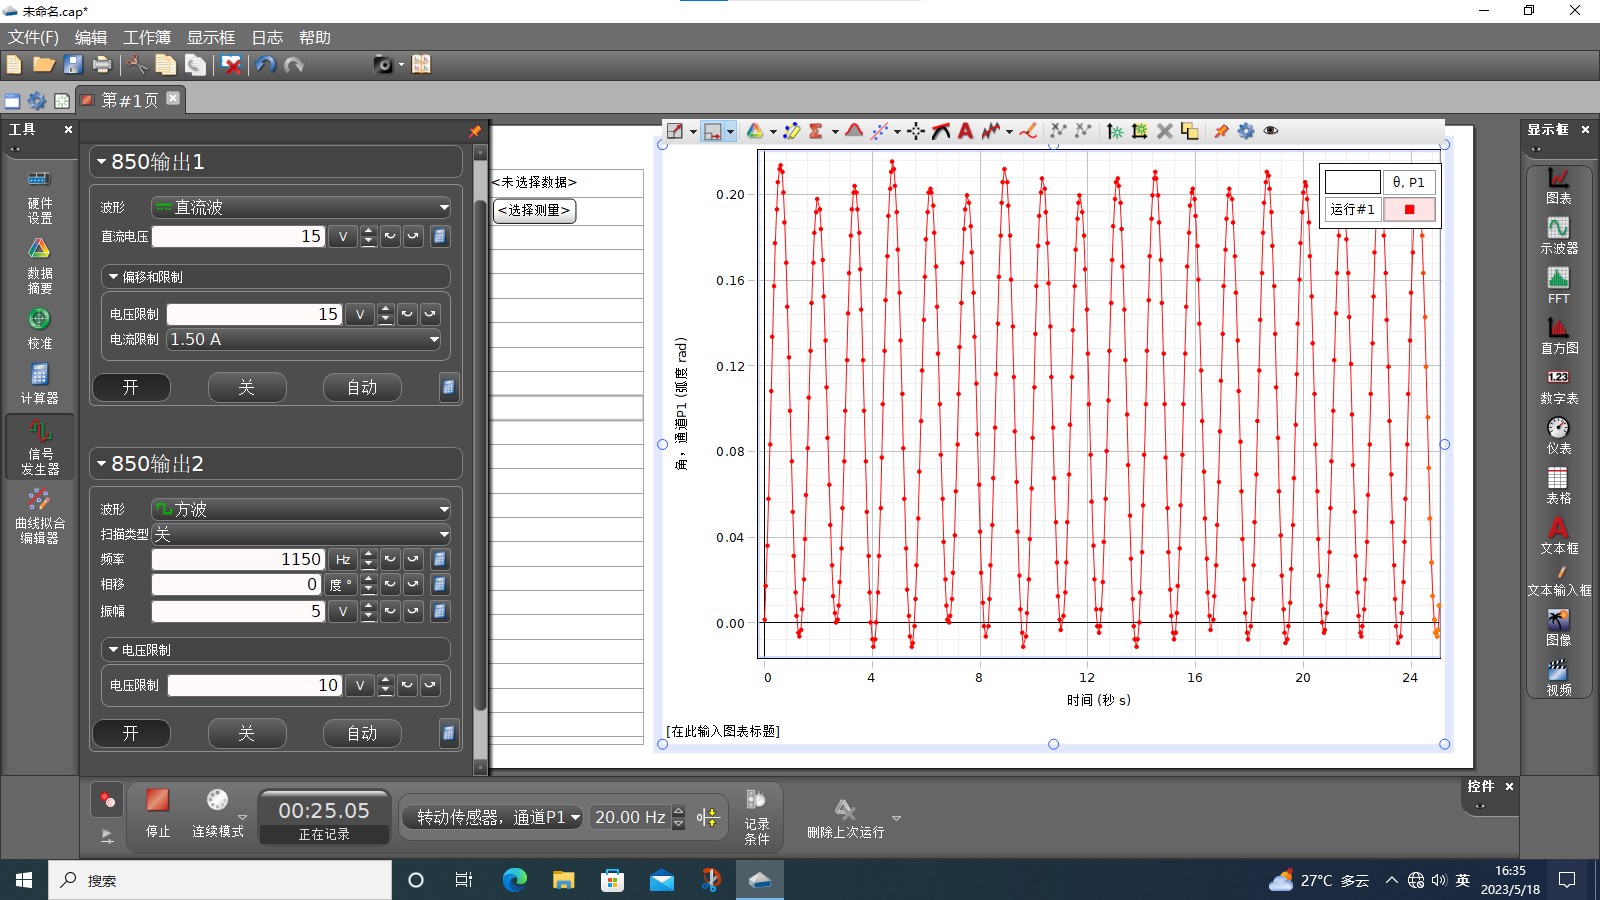 未命名.cap*
文件(F) 编辑 工作簿 显示框 日志 帮助
第#1页
工具
硬件
设置
数据
摘要
校准
计算器
信号
发生器
曲线拟合
编辑器
850输出1
波形 直流波
直流电压 15 V
偏移和限制
电压限制 15 V
电流限制 1.50 A
开 关 自动
850输出2
波形 方波
扫描类型 关
频率 1150 Hz
相移 0 度 °
振幅 5 V
电压限制
电压限制 10 V
开 关 自动
<未选择数据>
<选择测量>
θ, P1
运行#1
0.20
0.16
0.12
0.08
0.04
0.00
角，通道P1 (弧度 rad)
0 4 8 12 16 20 24
时间 (秒 s)
[在此输入图表标题]
显示框
图表
示波器
FFT
直方图
1.23
数字表
仪表
表格
文本框
文本输入框
图像
视频
控件
停止
连续模式
00:25.05
正在记录
转动传感器，通道P1
20.00 Hz
记录
条件
删除上次运行
搜索
27°C 多云
英
16:35
2023/5/18